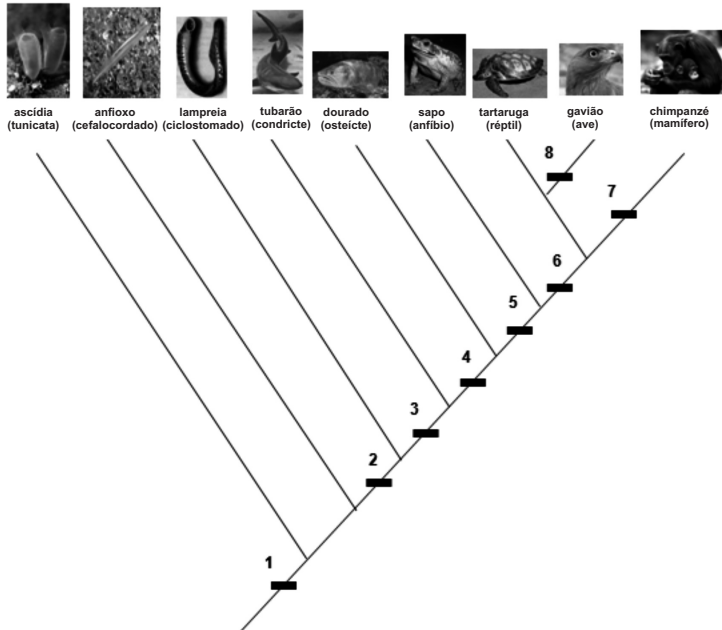 ascídia
(tunicata)
anfioxo
(cefalocordado)
lampreia
(ciclostomado)
tubarão
(condricte)
dourado
(osteícte)
sapo
(anfíbio)
tartaruga
(réptil)
gavião
(ave)
chimpanzé
(mamífero)
8
7
6
5
4
3
2
1